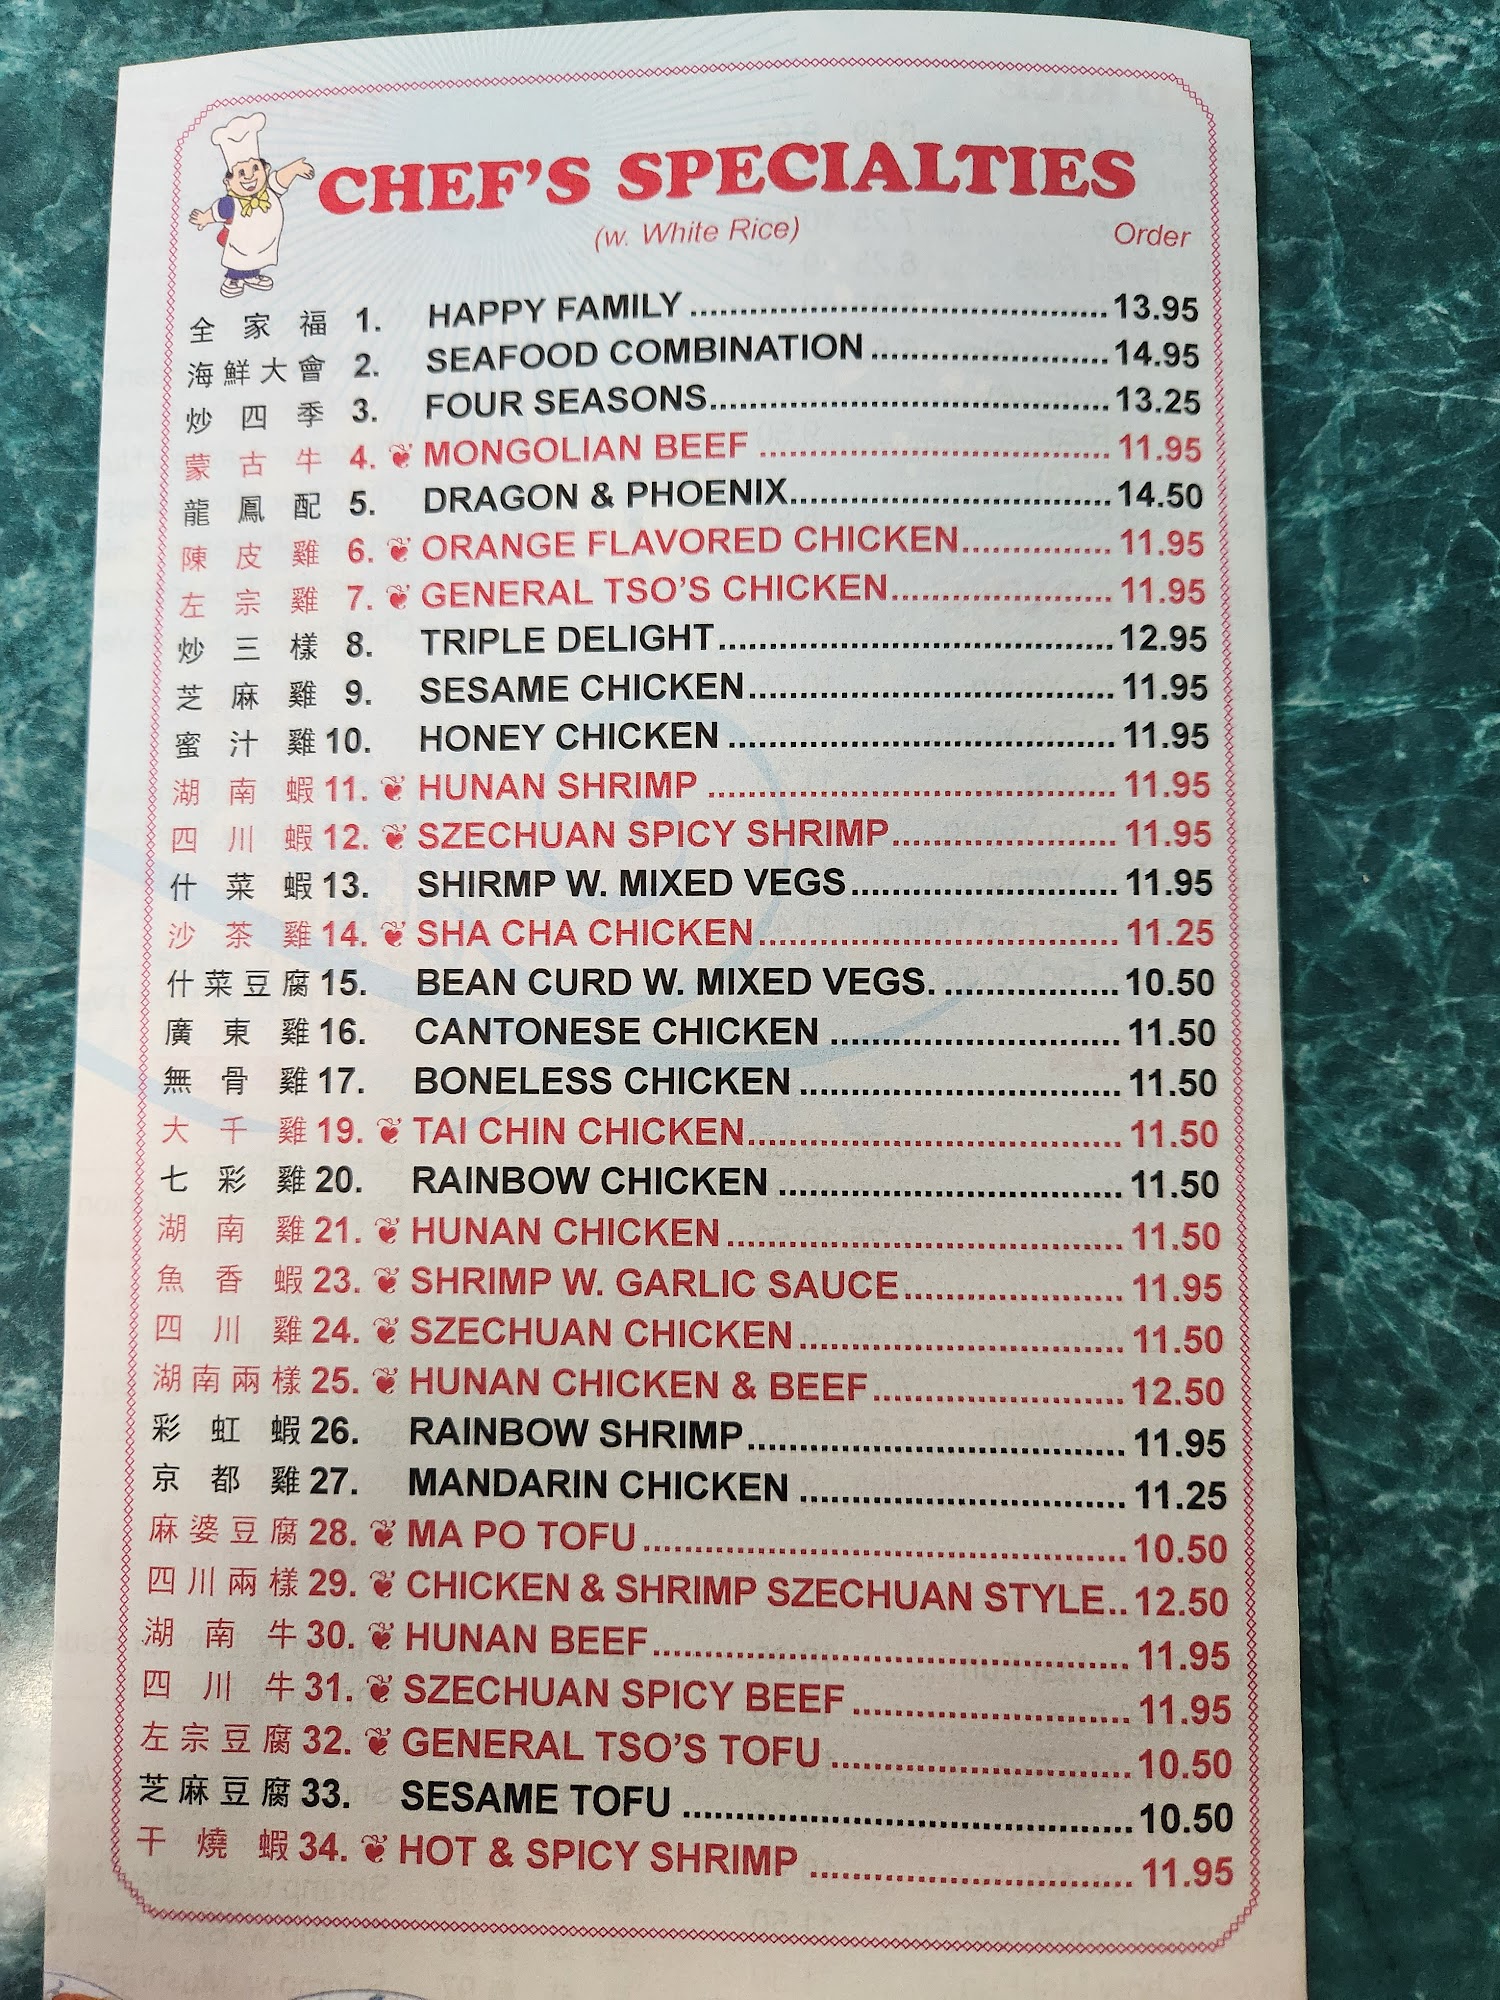 CHEF'S SPECIALTIES
(w. White Rice) Order
全家福 1. HAPPY FAMILY 13.95
海鮮大會 2. SEAFOOD COMBINATION 14.95
炒四季 3. FOUR SEASONS 13.25
蒙古牛 4. MONGOLIAN BEEF 11.95
龍鳳配 5. DRAGON & PHOENIX 14.50
陳皮雞 6. ORANGE FLAVORED CHICKEN 11.95
左宗雞 7. GENERAL TSO'S CHICKEN 11.95
炒三樣 8. TRIPLE DELIGHT 12.95
芝麻雞 9. SESAME CHICKEN 11.95
蜜汁雞 10. HONEY CHICKEN 11.95
湖南蝦 11. HUNAN SHRIMP 11.95
四川蝦 12. SZECHUAN SPICY SHRIMP 11.95
什菜蝦 13. SHIRMP W. MIXED VEGS 11.95
沙茶雞 14. SHA CHA CHICKEN 11.25
什菜豆腐 15. BEAN CURD W. MIXED VEGS. 10.50
廣東雞 16. CANTONESE CHICKEN 11.50
無骨雞 17. BONELESS CHICKEN 11.50
大千雞 19. TAI CHIN CHICKEN 11.50
七彩雞 20. RAINBOW CHICKEN 11.50
湖南雞 21. HUNAN CHICKEN 11.50
魚香蝦 23. SHRIMP W. GARLIC SAUCE 11.95
四川雞 24. SZECHUAN CHICKEN 11.50
湖南兩樣 25. HUNAN CHICKEN & BEEF 12.50
彩虹蝦 26. RAINBOW SHRIMP 11.95
京都雞 27. MANDARIN CHICKEN 11.25
麻婆豆腐 28. MA PO TOFU 10.50
四川兩樣 29. CHICKEN & SHRIMP SZECHUAN STYLE 12.50
湖南牛 30. HUNAN BEEF 11.95
四川牛 31. SZECHUAN SPICY BEEF 11.95
左宗豆腐 32. GENERAL TSO'S TOFU 10.50
芝麻豆腐 33. SESAME TOFU 10.50
干燒蝦 34. HOT & SPICY SHRIMP 11.95